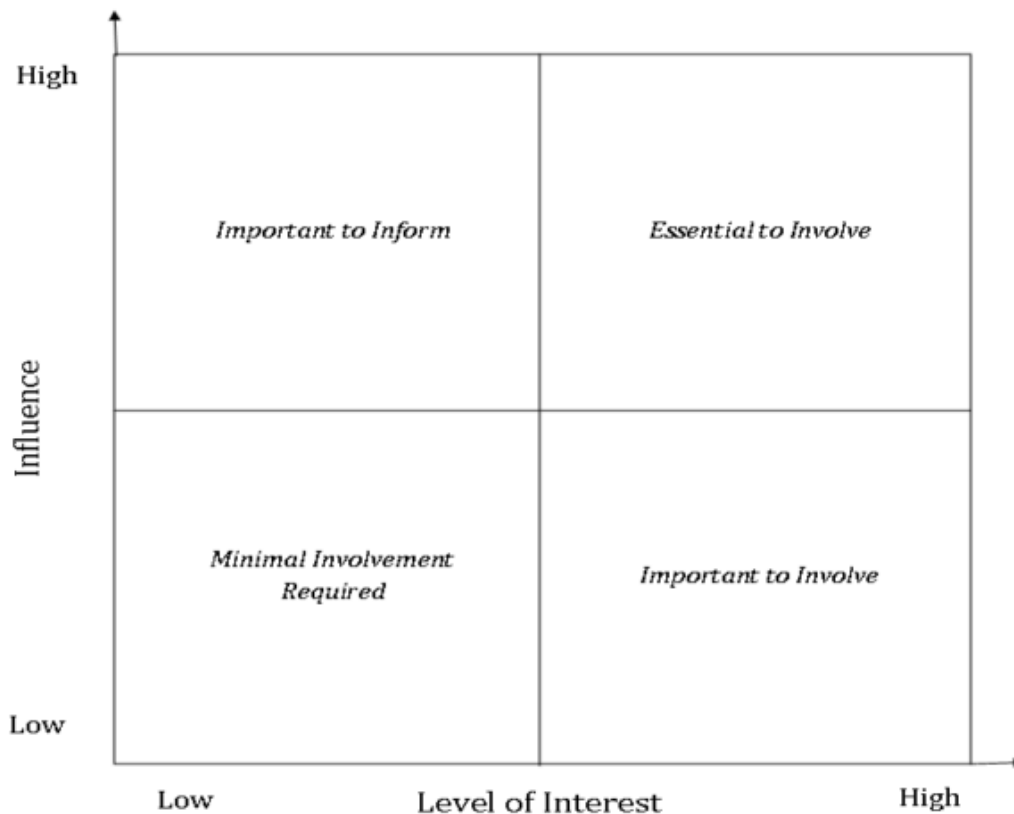 High
Important to Inform
Essential to Involve
Influence
Minimal Involvement
Required
Important to Involve
Low
Low
Level of Interest
High